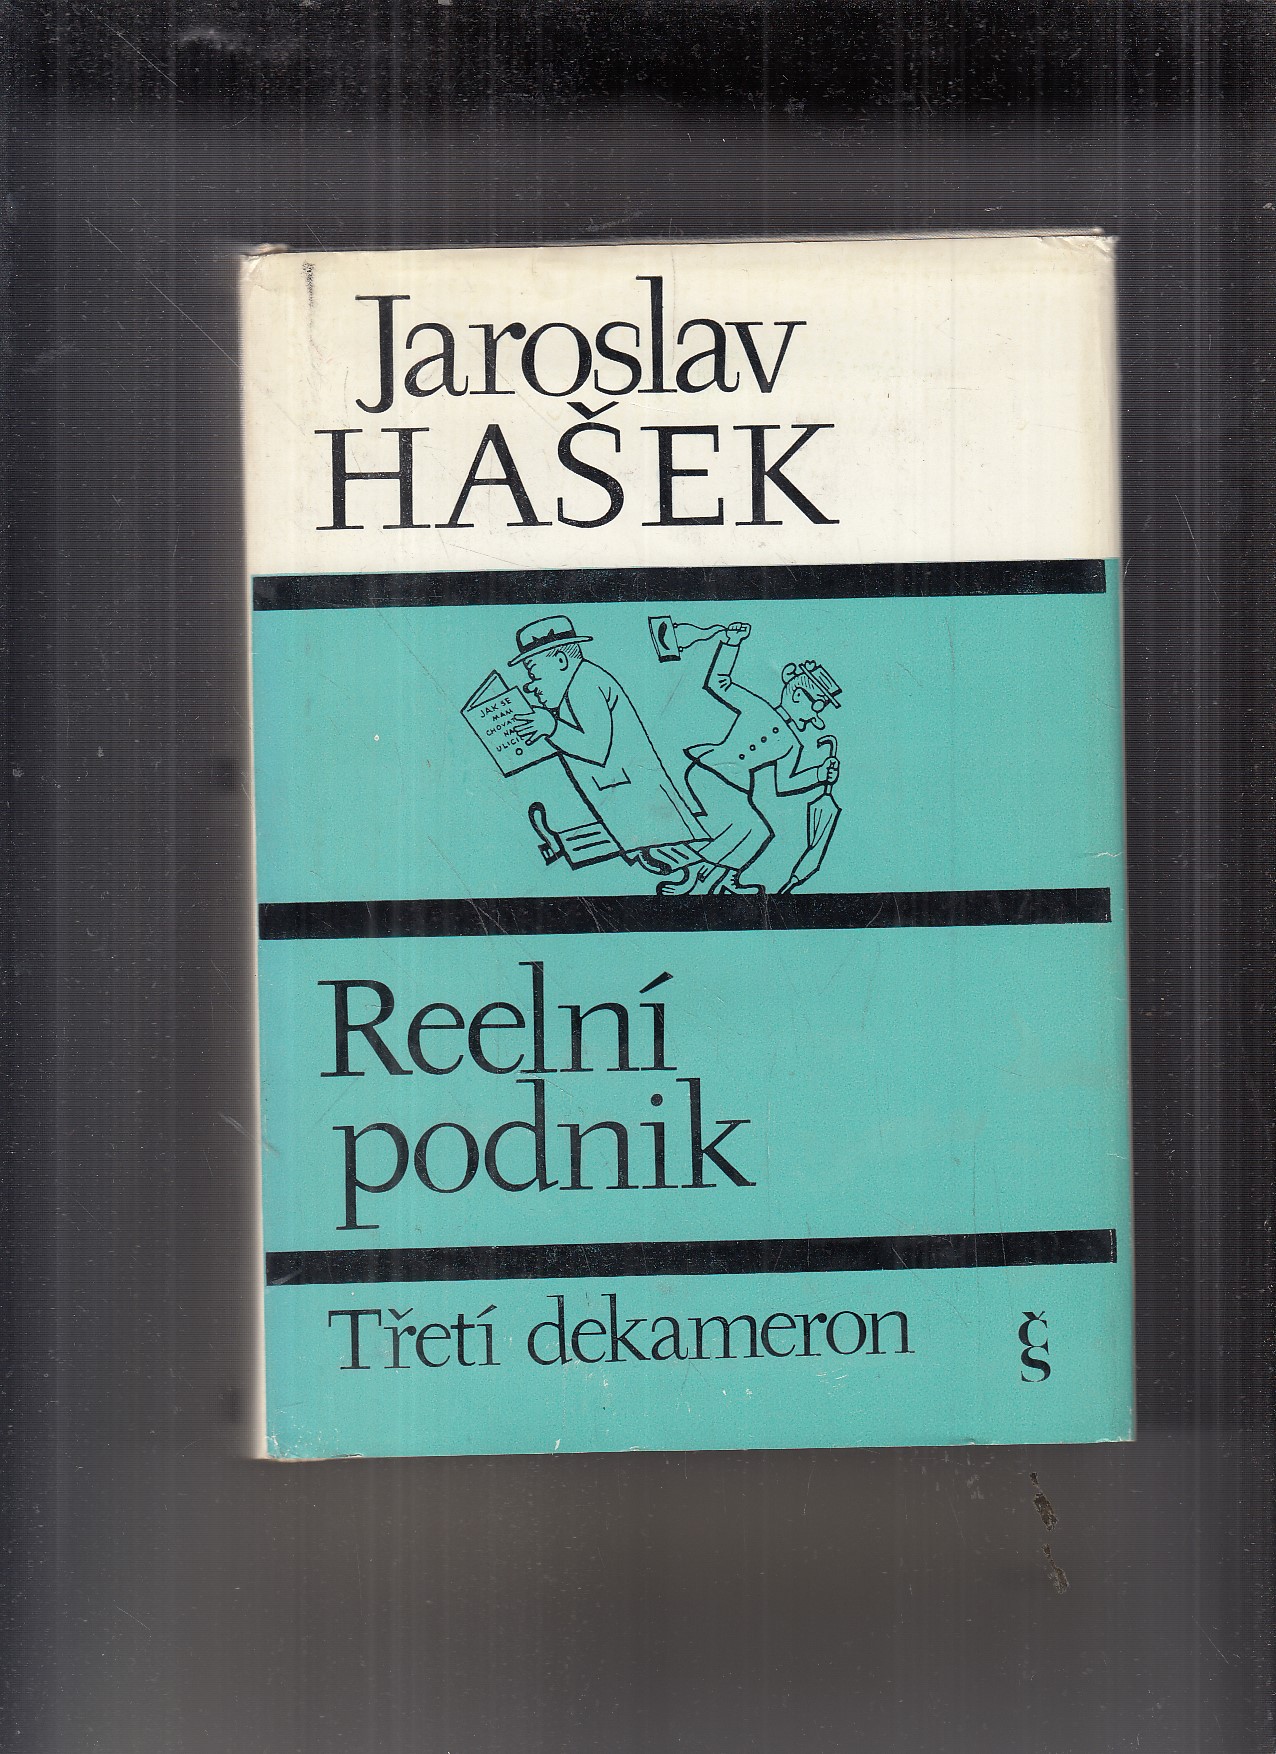 Jaroslav
HAŠEK
JAK SE
MÁM
CHOVAT
NA
ULICI
Reelní
podnik
Třetí dekameron
čs